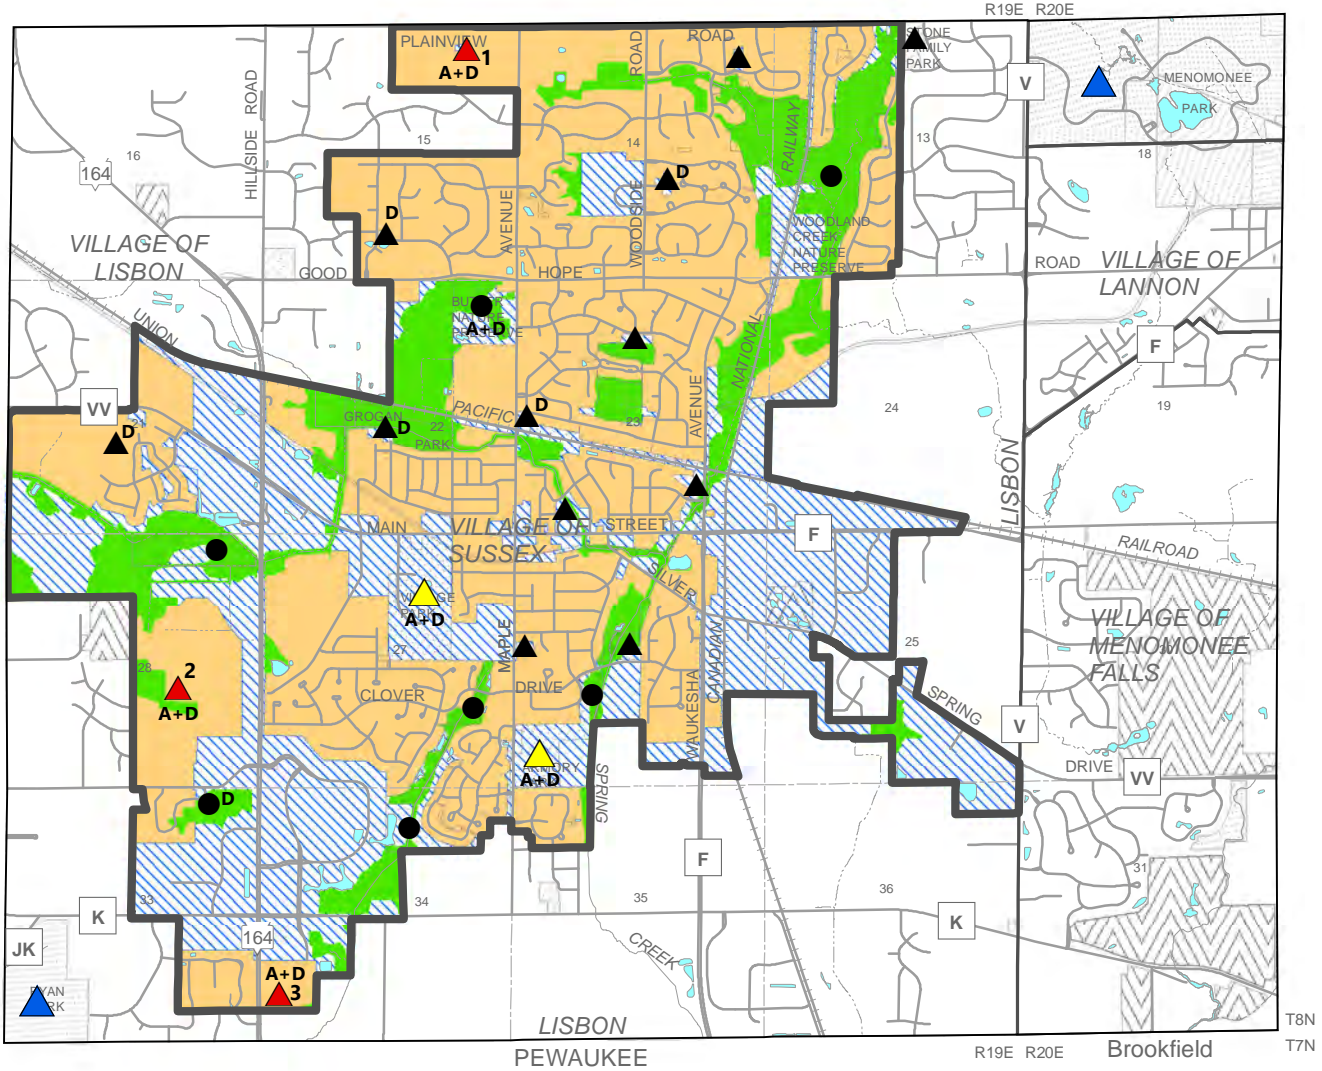 R19E R20E
PLAINVIEW
ROAD
1
A+D
ROAD
STONE
FAMILY
PARK
V
MENOMONEE
PARK
HILLSIDE ROAD
RAILWAY
16
15
14
13
18
164
D
D
AVENUE
WOODSIDE
WOODLAND
CREEK
NATURE
PRESERVE
VILLAGE OF
LISBON
GOOD
HOPE
ROAD
VILLAGE OF
LANNON
UNION
A+D
NATIONAL
F
VV
D
GROGAN
PARK
D
22
PACIFIC
D
23
AVENUE
24
19
LISBON
MAIN
VILLAGE OF
SUSSEX
STREET
F
RAILROAD
SILVER
A+D
VILLAGE OF
MENOMONEE
FALLS
28
2
A+D
27
MAPLE
CANADIAN
25
CLOVER
DRIVE
WAUKESHA
SPRING
V
ARMORY
A+D
SPRING
DRIVE
VV
D
F
31
33
34
35
36
K
K
164
JK
A+D
3
CREEK
LISBON
PEWAUKEE
R19E R20E
Brookfield
T8N
T7N